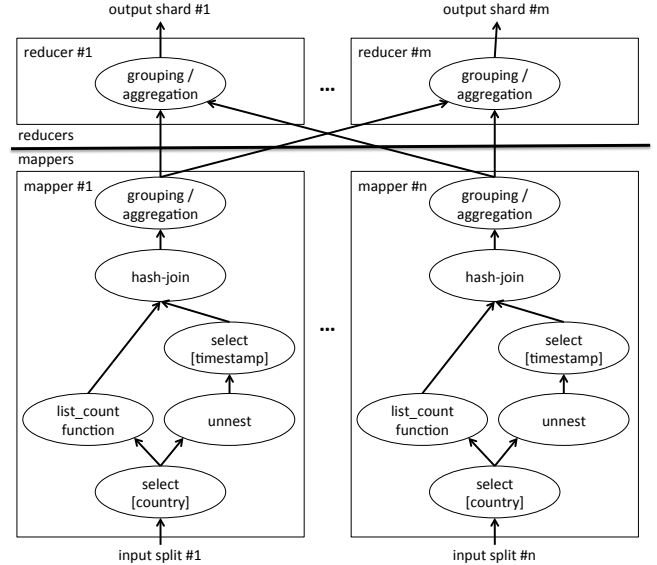 output shard #1
output shard #m
reducer #1
grouping /
aggregation
...
reducer #m
grouping /
aggregation
reducers
mappers
mapper #1
grouping /
aggregation
hash-join
select
[timestamp]
list_count
function
unnest
select
[country]
input split #1
...
mapper #n
grouping /
aggregation
hash-join
select
[timestamp]
list_count
function
unnest
select
[country]
input split #n